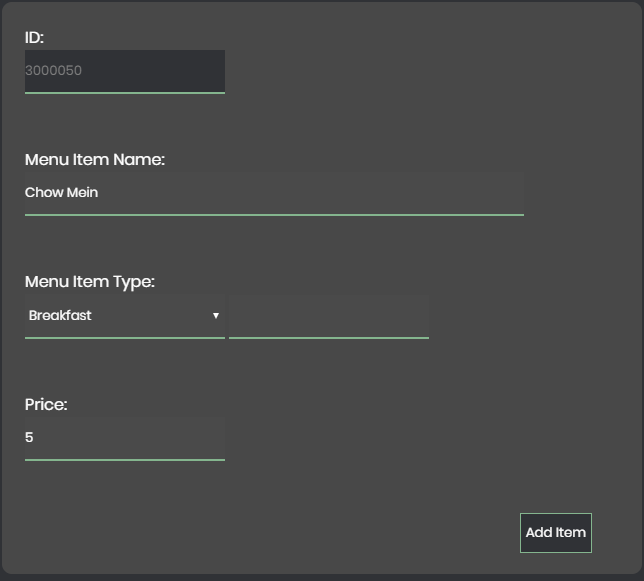 ID:
3000050
Menu Item Name:
Chow Mein
Menu Item Type:
Breakfast
Price:
5
Add Item